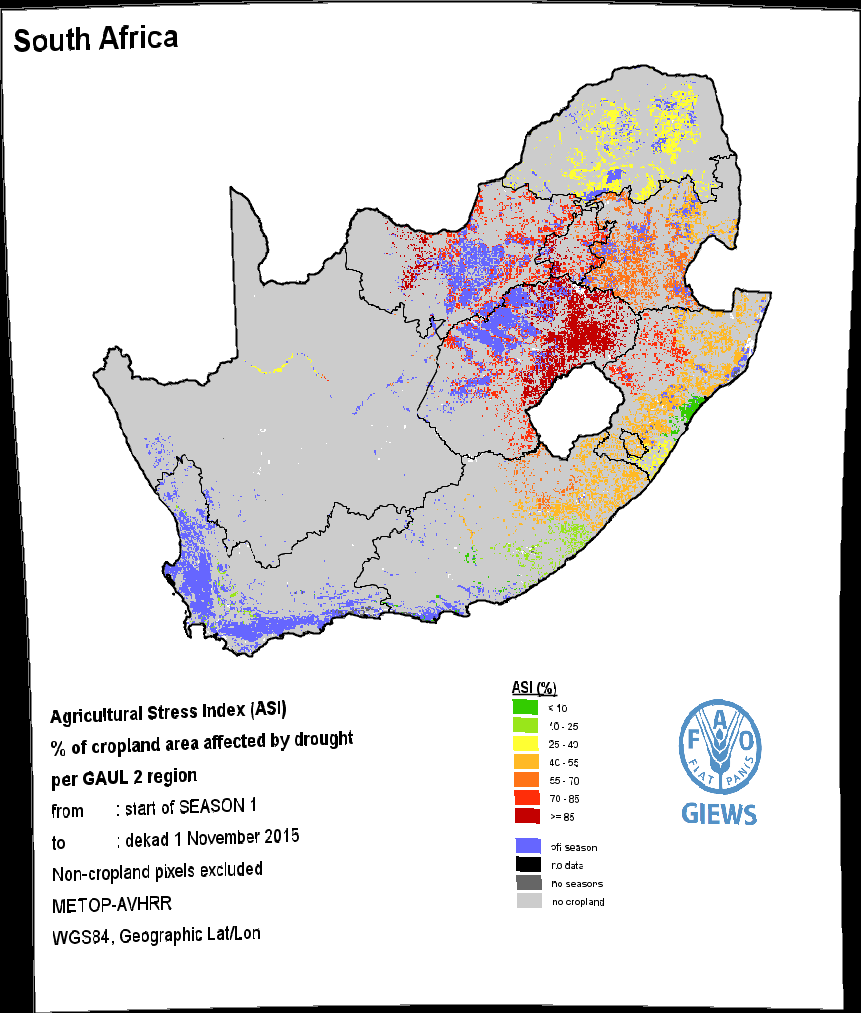 South Africa
Agricultural Stress Index (ASI)
% of cropland area affected by drought
per GAUL 2 region
from : start of SEASON 1
to : dekad 1 November 2015
Non-cropland pixels excluded
METOP-AVHRR
WGS84, Geographic Lat/Lon
ASI (%)
< 10
10 - 25
25 - 40
40 - 55
55 - 70
70 - 85
>= 85
off season
no data
no seasons
no cropland
F A O
FIAT PANIS
GIEWS